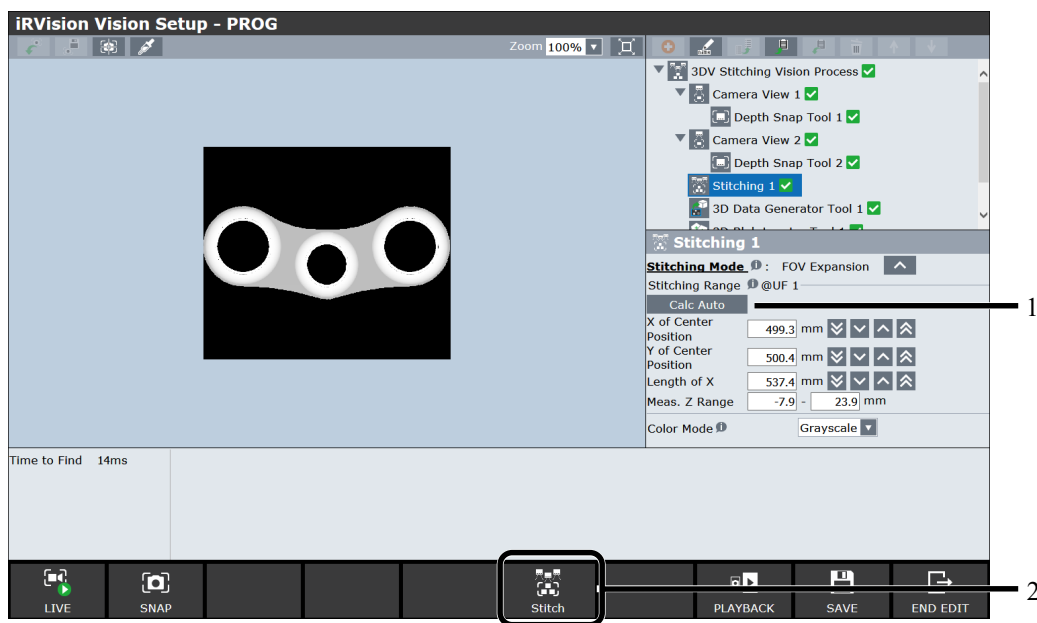 iRVision Vision Setup - PROG
Zoom 100%
3DV Stitching Vision Process
Camera View 1
Depth Snap Tool 1
Camera View 2
Depth Snap Tool 2
Stitching 1
3D Data Generator Tool 1
Stitching 1
Stitching Mode : FOV Expansion
Stitching Range @UF 1
Calc Auto
1
X of Center
Position
499.3 mm
Y of Center
Position
500.4 mm
Length of X
537.4 mm
Meas. Z Range -7.9 - 23.9 mm
Color Mode Grayscale
Time to Find 14ms
LIVE
SNAP
Stitch
PLAYBACK
SAVE
END EDIT
2